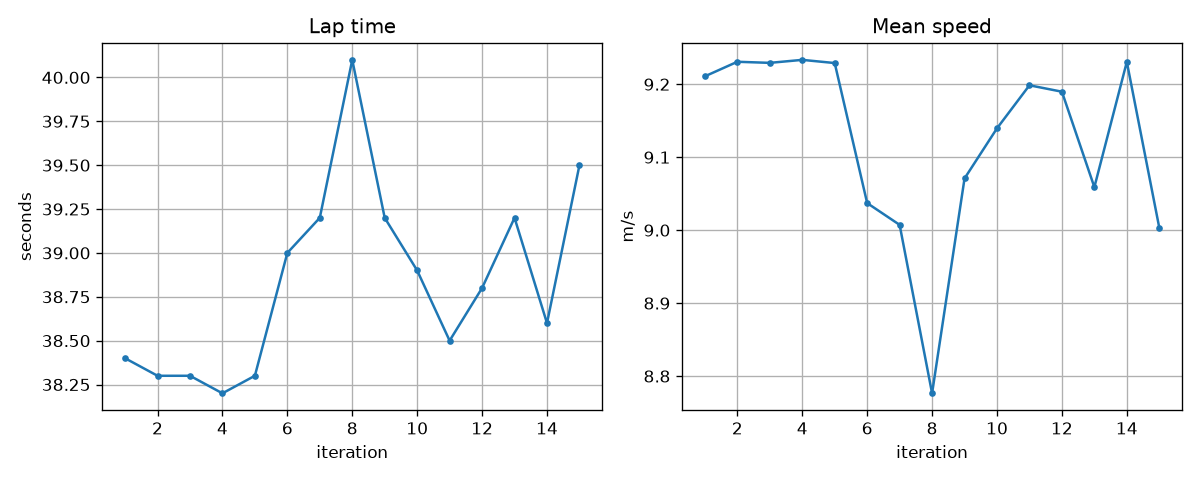 Lap time
seconds
40.00
39.75
39.50
39.25
39.00
38.75
38.50
38.25
2 4 6 8 10 12 14
iteration
Mean speed
m/s
9.2
9.1
9.0
8.9
8.8
2 4 6 8 10 12 14
iteration